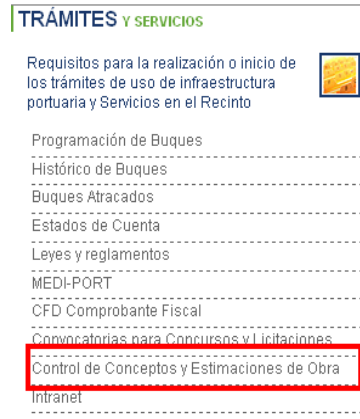 TRÁMITES Y SERVICIOS
Requisitos para la realización o inicio de
los trámites de uso de infraestructura
portuaria y Servicios en el Recinto
Programación de Buques
Histórico de Buques
Buques Atracados
Estados de Cuenta
Leyes y reglamentos
MEDI-PORT
CFD Comprobante Fiscal
Convocatorias para Concursos y Licitaciones
Control de Conceptos y Estimaciones de Obra
Intranet